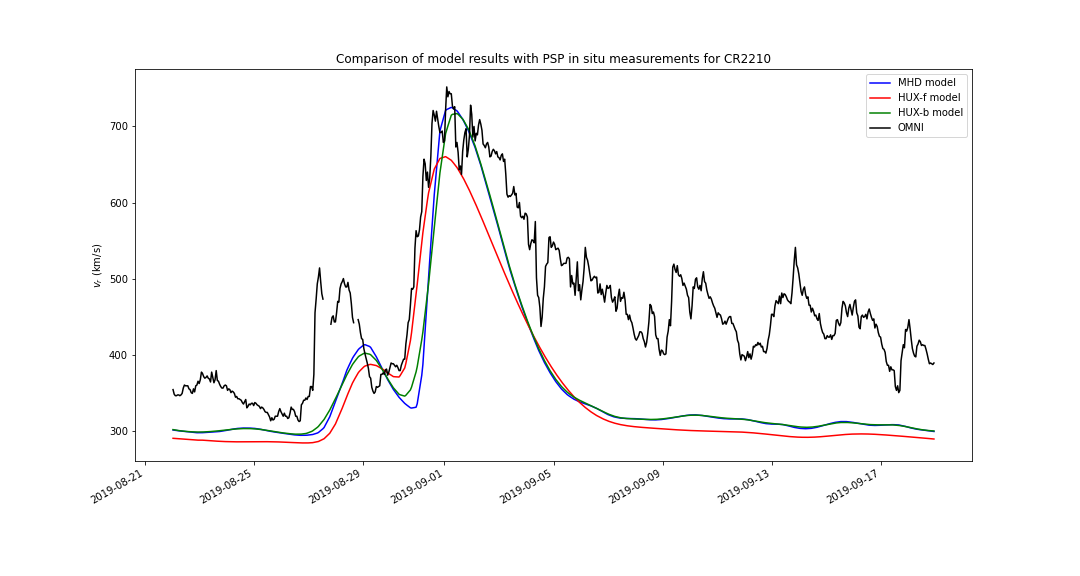 Comparison of model results with PSP in situ measurements for CR2210
MHD model
HUX-f model
HUX-b model
OMNI
700
600
500
400
300
v_r (km/s)
2019-08-21
2019-08-25
2019-08-29
2019-09-01
2019-09-05
2019-09-09
2019-09-13
2019-09-17